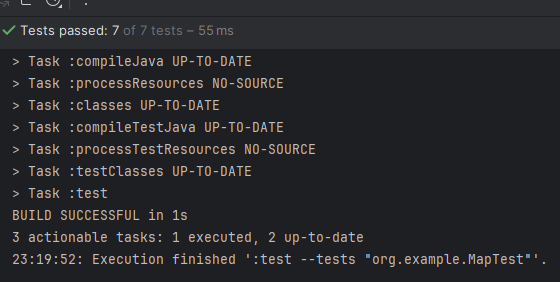 Tests passed: 7 of 7 tests – 55 ms
> Task :compileJava UP-TO-DATE
> Task :processResources NO-SOURCE
> Task :classes UP-TO-DATE
> Task :compileTestJava UP-TO-DATE
> Task :processTestResources NO-SOURCE
> Task :testClasses UP-TO-DATE
> Task :test
BUILD SUCCESSFUL in 1s
3 actionable tasks: 1 executed, 2 up-to-date
23:19:52: Execution finished ':test --tests "org.example.MapTest"'.